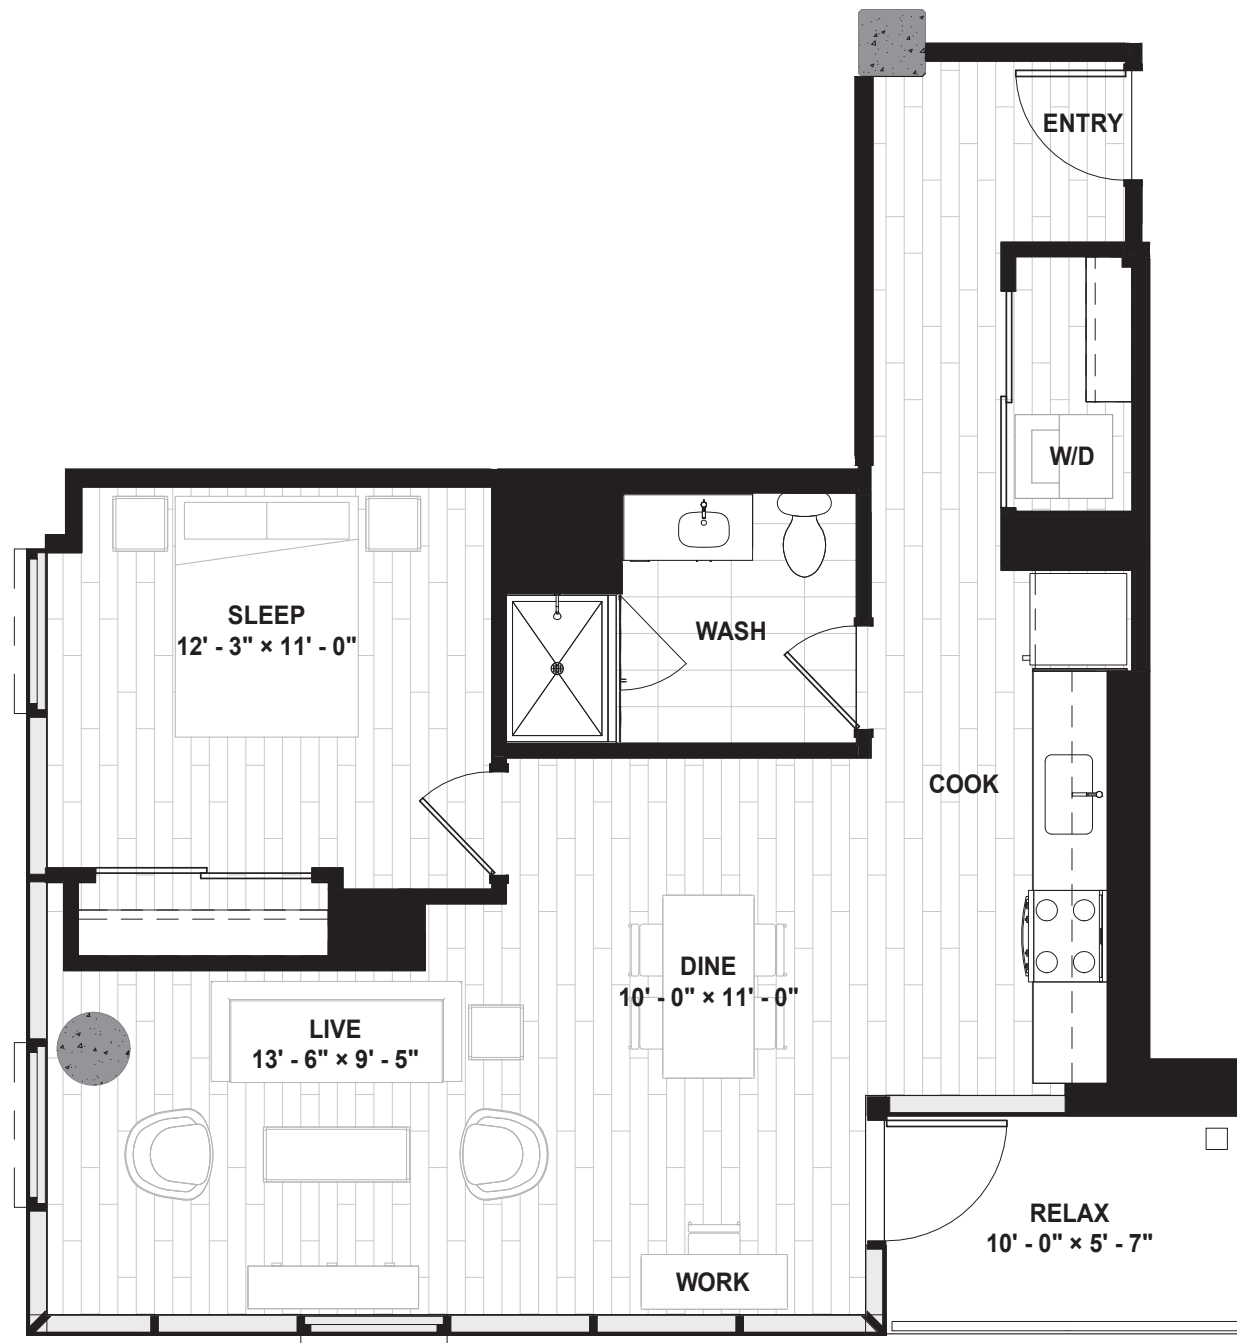 ENTRY
W/D
SLEEP
12' - 3" × 11' - 0"
WASH
COOK
DINE
10' - 0" × 11' - 0"
LIVE
13' - 6" × 9' - 5"
RELAX
10' - 0" × 5' - 7"
WORK